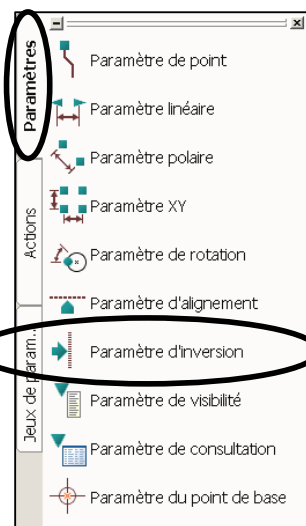 Paramètres
Actions
Jeux de param...
Paramètre de point
Paramètre linéaire
Paramètre polaire
Paramètre XY
Paramètre de rotation
Paramètre d'alignement
Paramètre d'inversion
Paramètre de visibilité
Paramètre de consultation
Paramètre du point de base